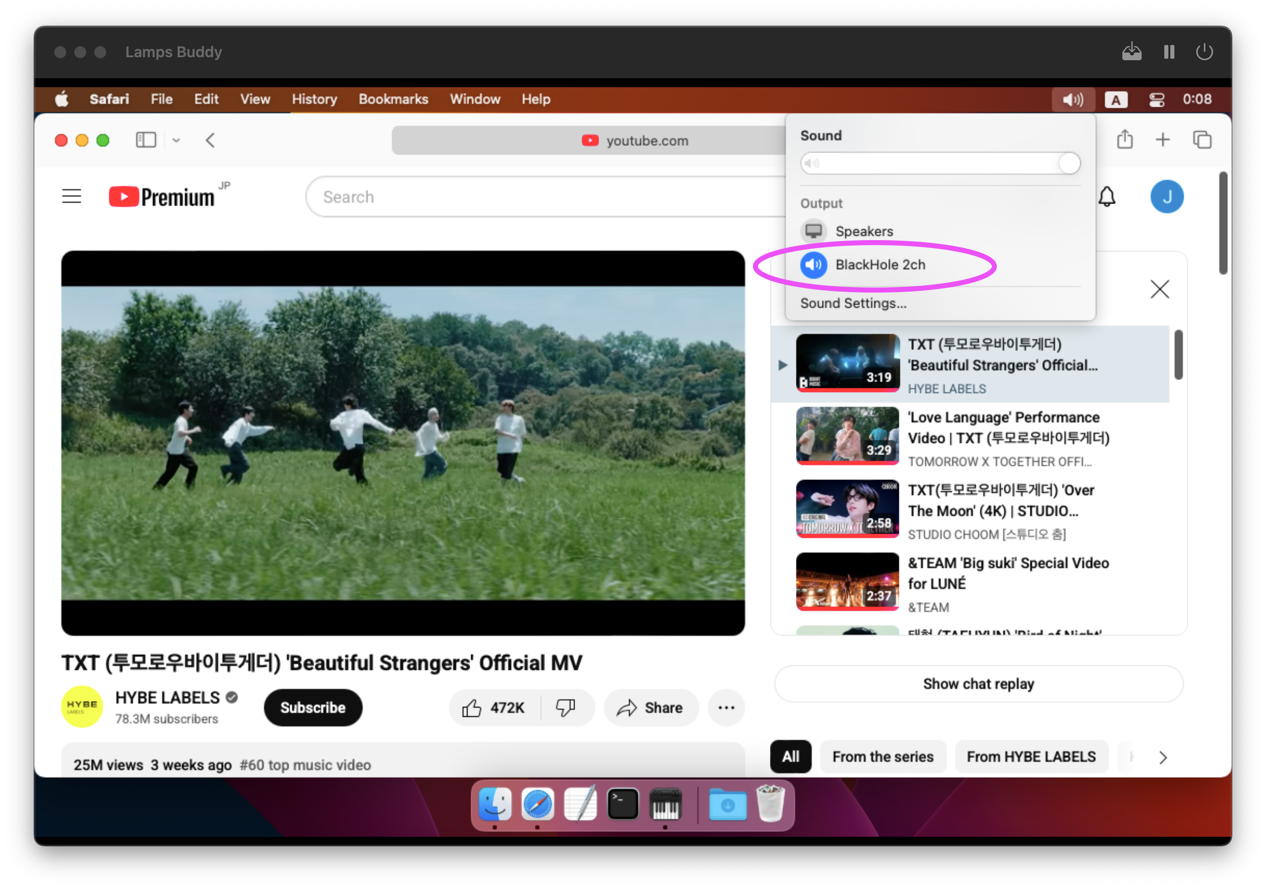 Lamps Buddy
Safari File Edit View History Bookmarks Window Help A 0:08
youtube.com
Premium JP
Search
J
Sound
Output
Speakers
BlackHole 2ch
Sound Settings...
TXT (투모로우바이투게더)
'Beautiful Strangers' Official...
HYBE LABELS
3:19
'Love Language' Performance
Video | TXT (투모로우바이투게더)
TOMORROW X TOGETHER OFFI...
3:29
TXT(투모로우바이투게더) 'Over
The Moon' (4K) | STUDIO...
STUDIO CHOOM [스튜디오 춤]
2:58
&TEAM 'Big suki' Special Video
for LUNÉ
&TEAM
2:37
태현 (TAEHYUN) 'Bird of Night'
TXT (투모로우바이투게더) 'Beautiful Strangers' Official MV
HYBE
LABELS
HYBE LABELS
78.3M subscribers
Subscribe
472K
Share
Show chat replay
25M views 3 weeks ago #60 top music video
All From the series From HYBE LABELS